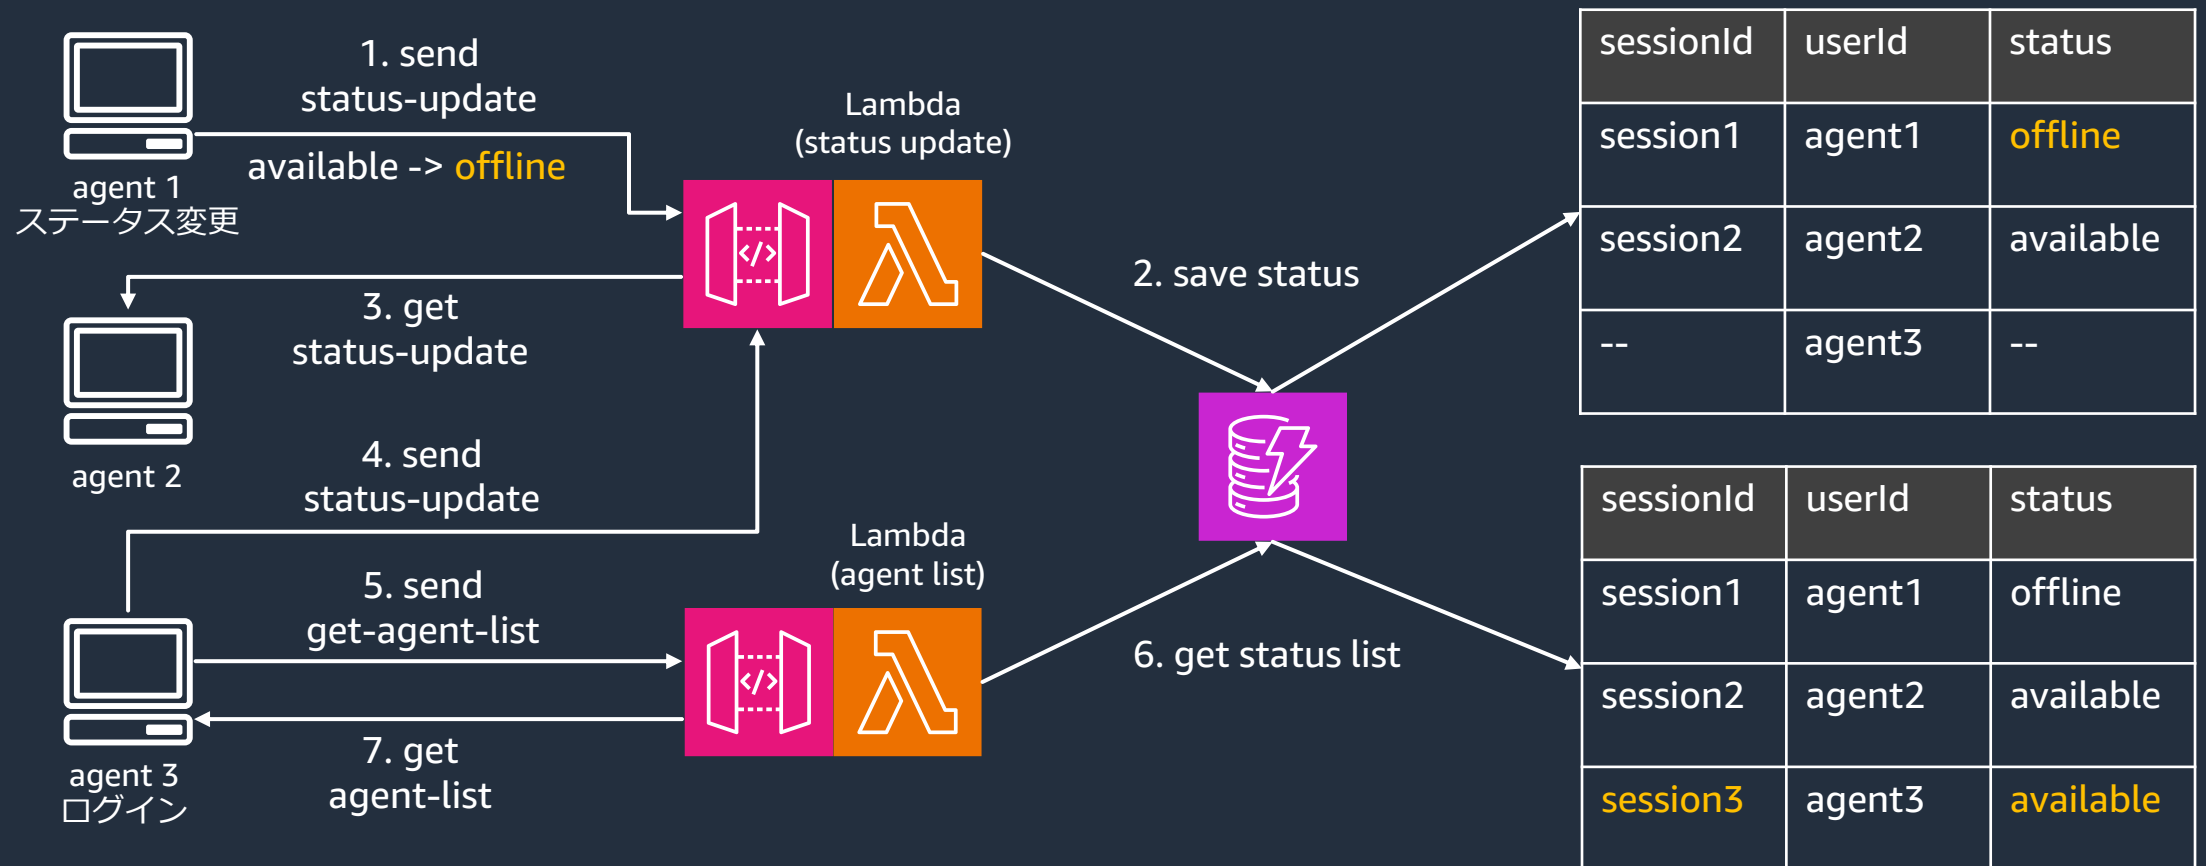 1. send
status-update
available -> offline
agent 1
ステータス変更
Lambda
(status update)
3. get
status-update
agent 2
2. save status
4. send
status-update
Lambda
(agent list)
5. send
get-agent-list
6. get status list
7. get
agent-list
agent 3
ログイン
sessionId userId status
session1 agent1 offline
session2 agent2 available
-- agent3 --
sessionId userId status
session1 agent1 offline
session2 agent2 available
session3 agent3 available